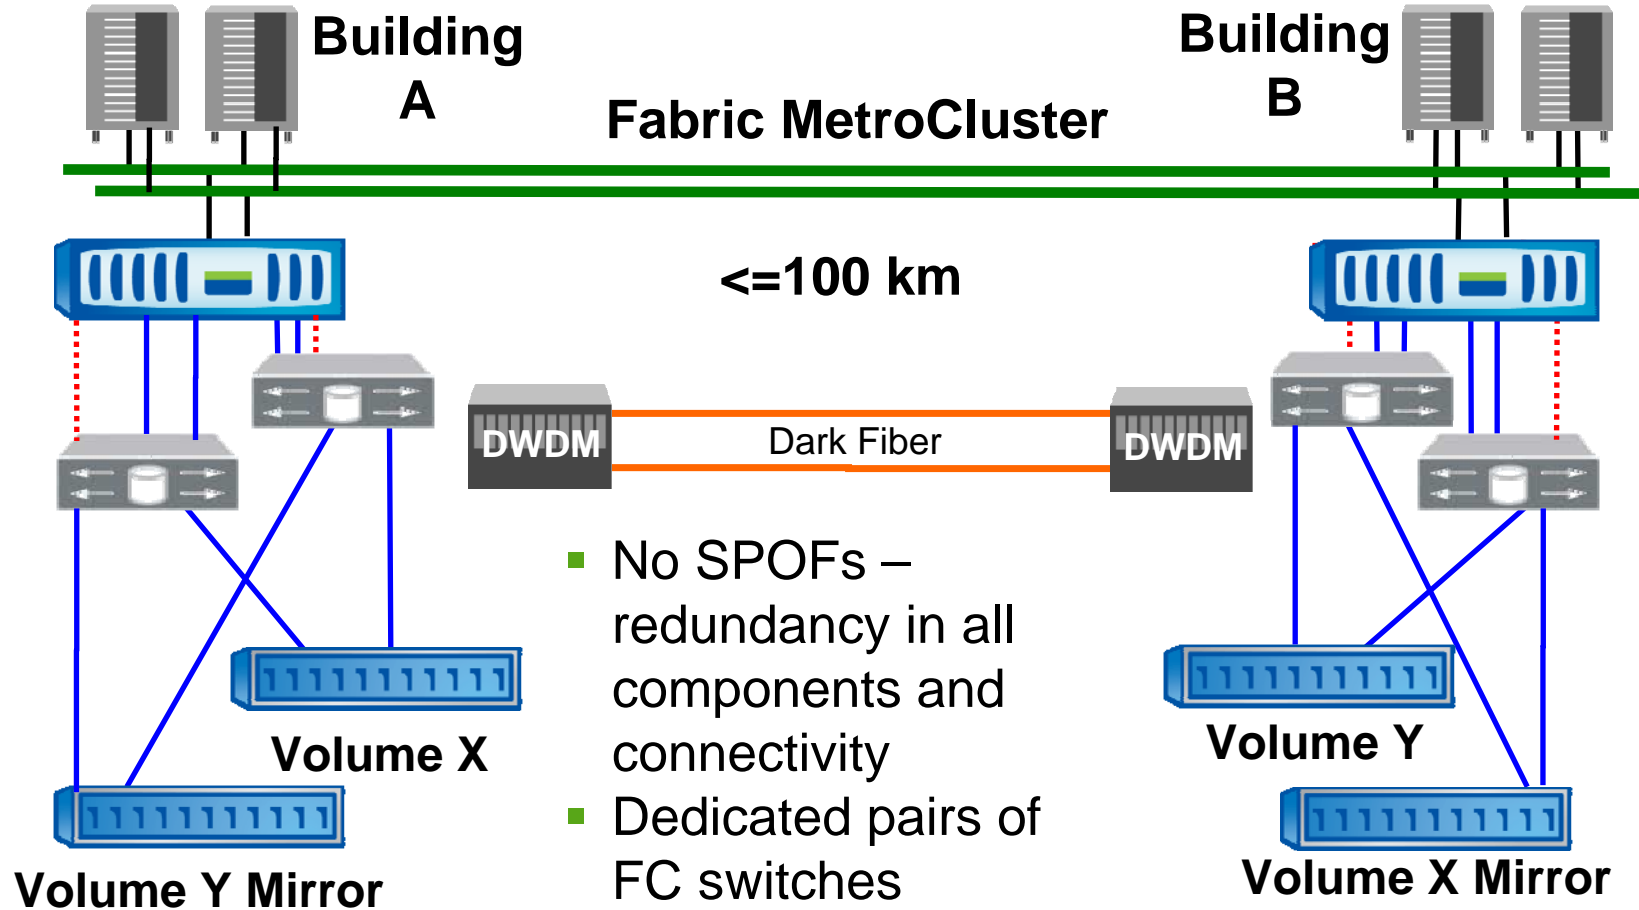 Building
A
Building
B
Fabric MetroCluster
<=100 km
DWDM
Dark Fiber
DWDM
▪ No SPOFs –
redundancy in all
components and
connectivity
▪ Dedicated pairs of
FC switches
Volume X
Volume Y
Volume Y Mirror
Volume X Mirror